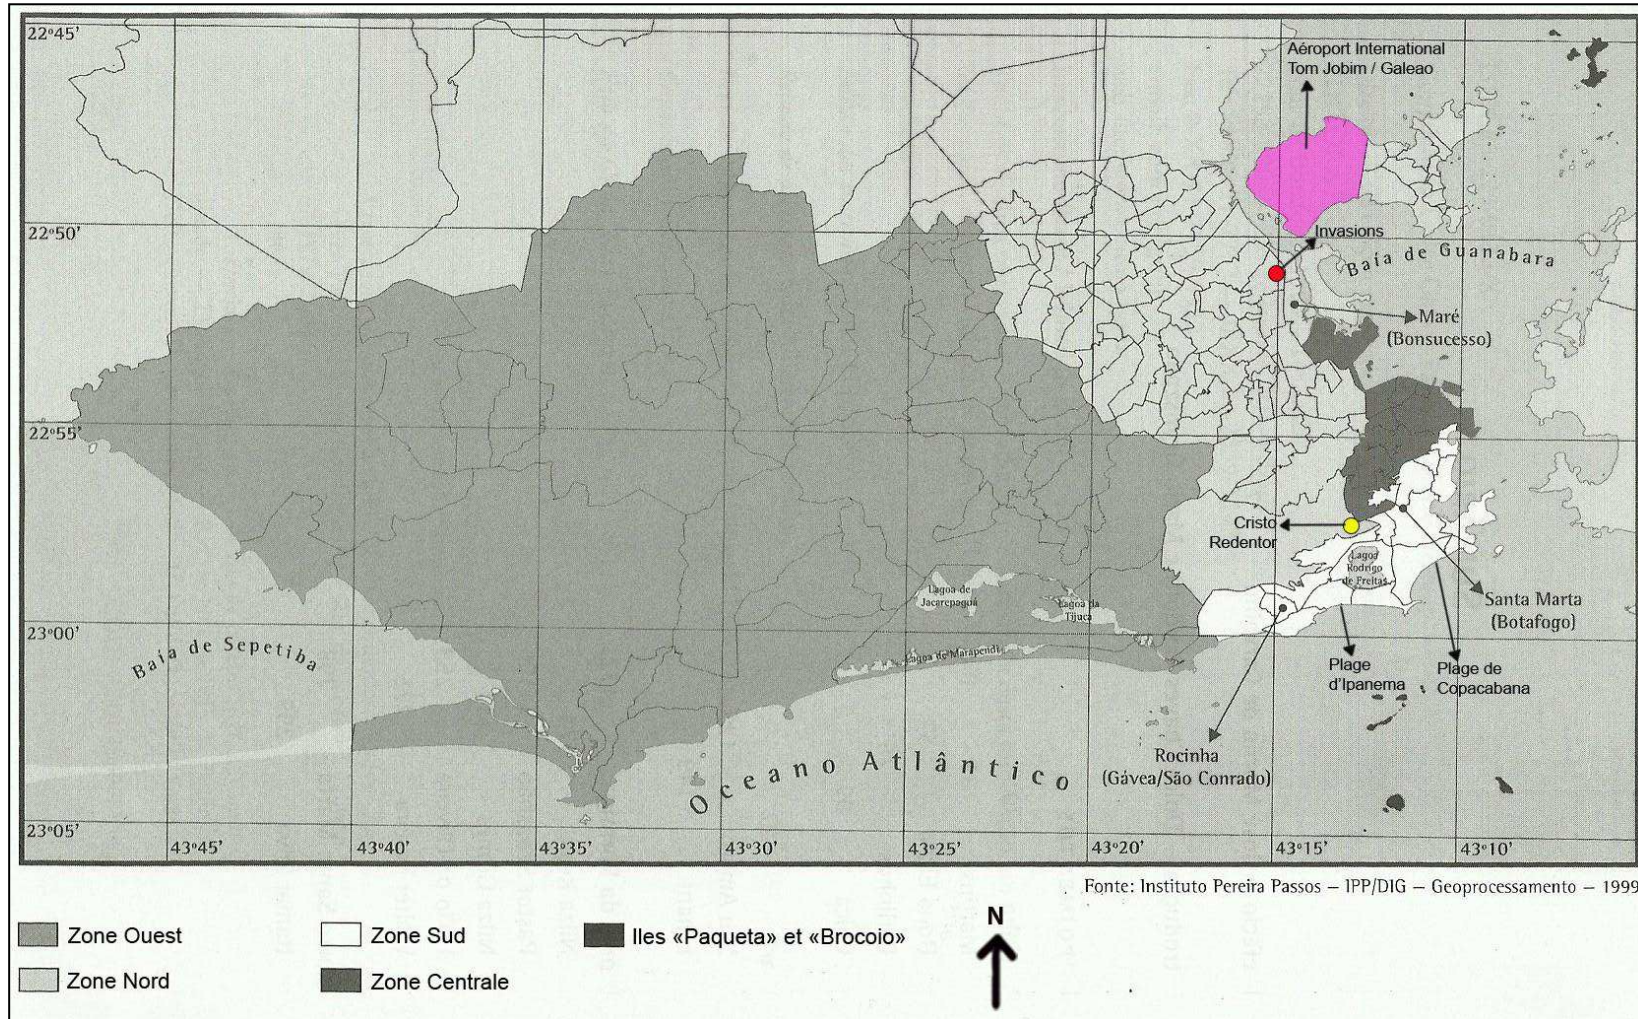 22°45'
22°50'
22°55'
23°00'
23°05'
43°45'
43°40'
43°35'
43°30'
43°25'
43°20'
43°15'
43°10'
Aéroport International
Tom Jobim / Galeao
Invasions
Baía de Guanabara
Maré
(Bonsucesso)
Cristo
Redentor
Lagoa
Rodrigo
de Freitas
Lagoa de
Jacarepaguá
Lagoa da
Tijuca
Lagoa de Marapendi
Santa Marta
(Botafogo)
Baía de Sepetiba
Plage
d'Ipanema
Plage de
Copacabana
Rocinha
(Gávea/São Conrado)
Oceano Atlântico
Fonte: Instituto Pereira Passos – IPP/DIG – Geoprocessamento – 1999
Zone Ouest
Zone Sud
Iles «Paqueta» et «Brocoio»
Zone Nord
Zone Centrale
N